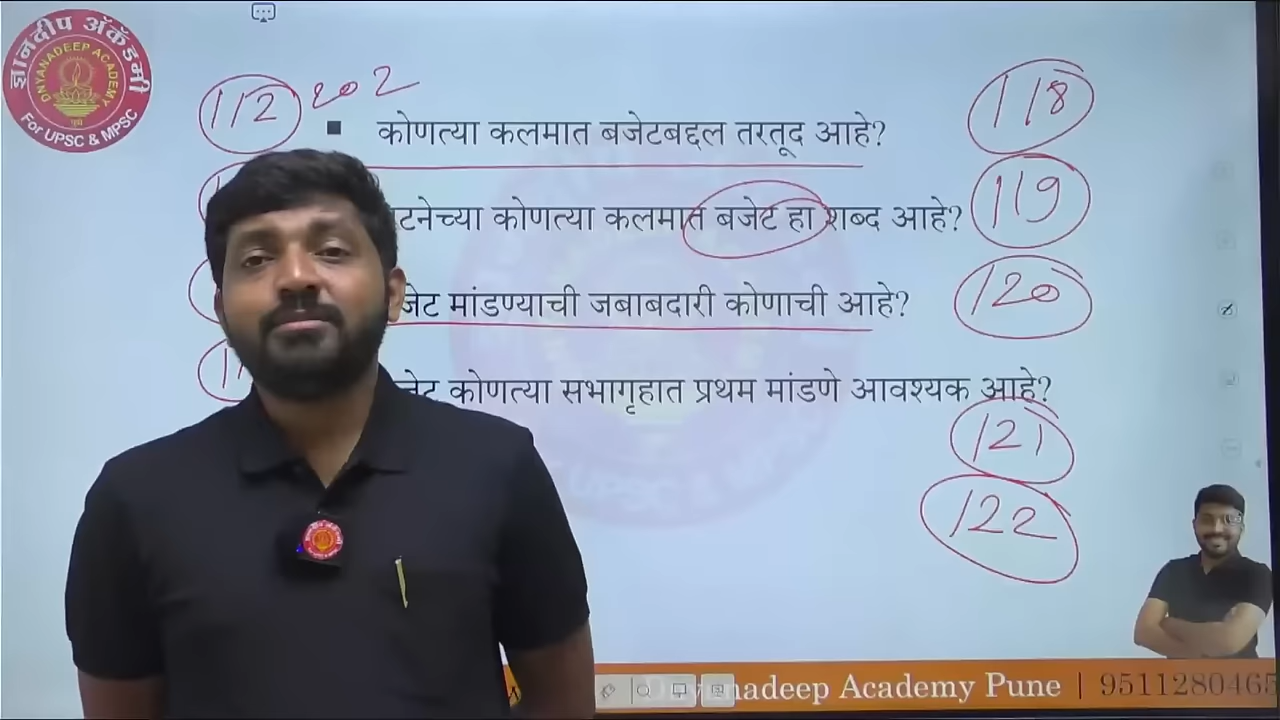 ज्ञानदीप ॲकॅडमी
DNYANADEEP ACADEMY
पुणे
For UPSC & MPSC
112 202
कोणत्या कलमात बजेटबद्दल तरतूद आहे?
118
टनेच्या कोणत्या कलमात बजेट हा शब्द आहे?
119
जेट मांडण्याची जबाबदारी कोणाची आहे?
120
जेट कोणत्या सभागृहात प्रथम मांडणे आवश्यक आहे?
121
122
nadeep Academy Pune | 9511280465